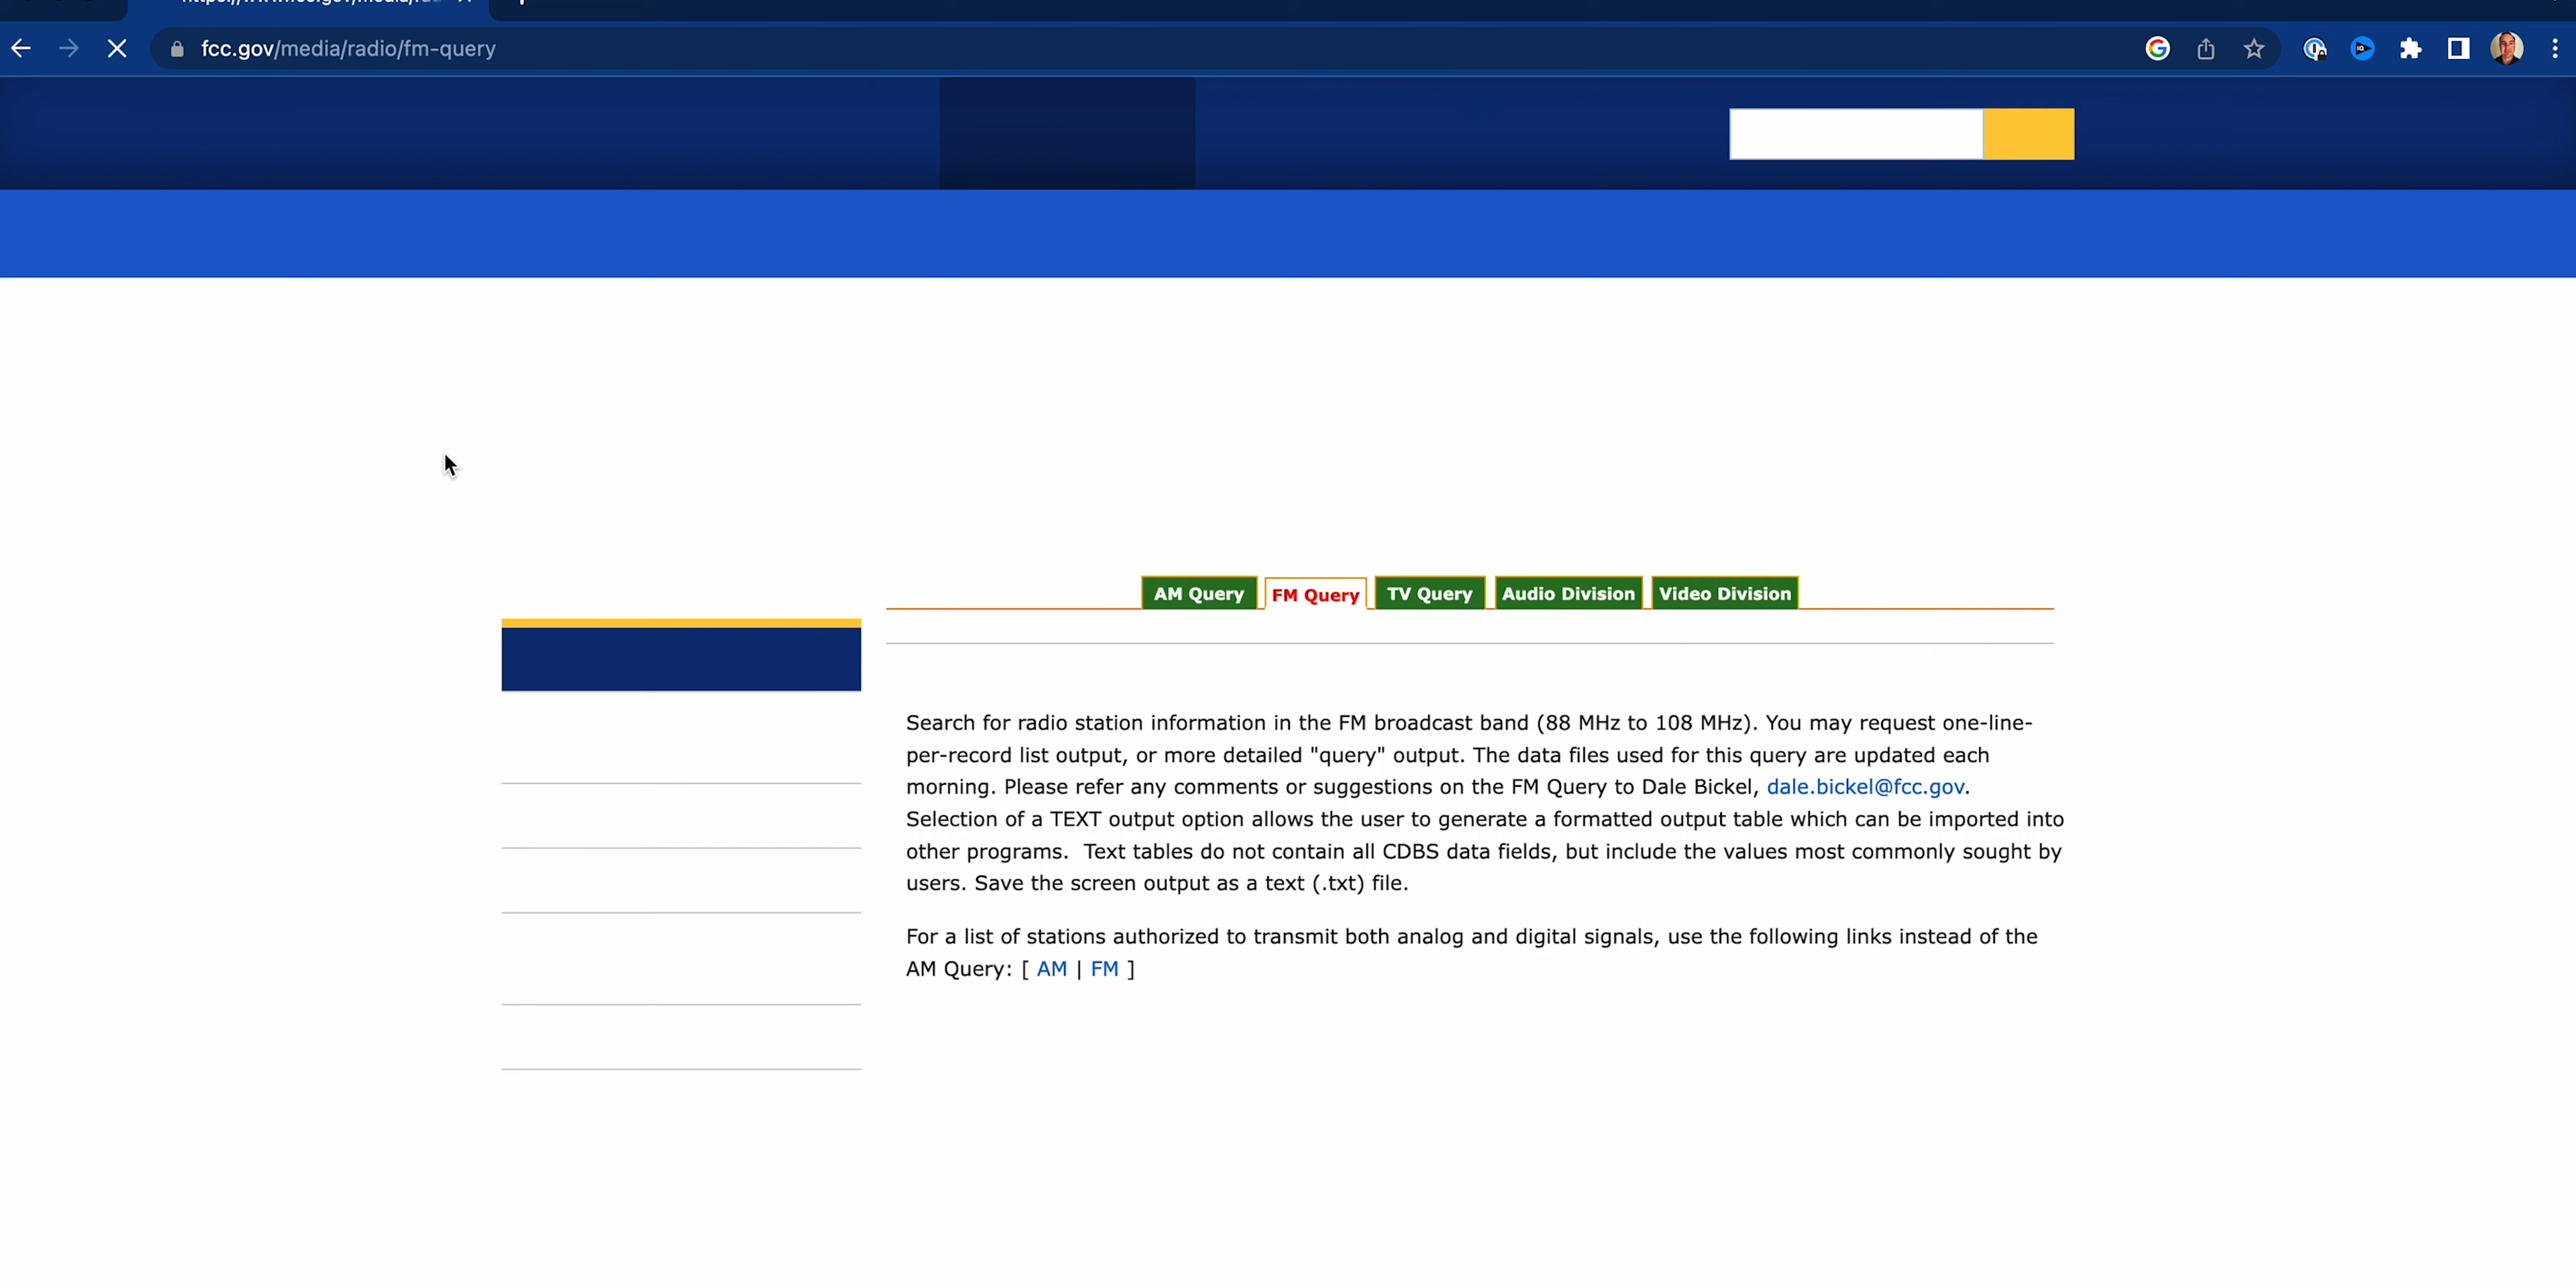 fcc.gov/media/radio/fm-query
AM Query FM Query TV Query Audio Division Video Division
Search for radio station information in the FM broadcast band (88 MHz to 108 MHz). You may request one-line-
per-record list output, or more detailed "query" output. The data files used for this query are updated each
morning. Please refer any comments or suggestions on the FM Query to Dale Bickel, dale.bickel@fcc.gov.
Selection of a TEXT output option allows the user to generate a formatted output table which can be imported into
other programs.  Text tables do not contain all CDBS data fields, but include the values most commonly sought by
users. Save the screen output as a text (.txt) file.
For a list of stations authorized to transmit both analog and digital signals, use the following links instead of the
AM Query: [ AM | FM ]